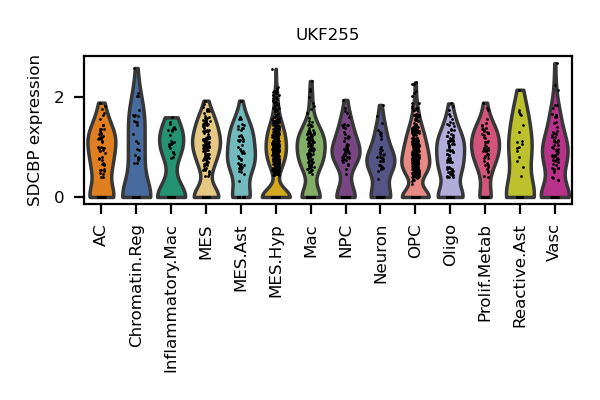 UKF255
SDCBP expression
2
0
AC
Chromatin.Reg
Inflammatory.Mac
MES
MES.Ast
MES.Hyp
Mac
NPC
Neuron
OPC
Oligo
Prolif.Metab
Reactive.Ast
Vasc